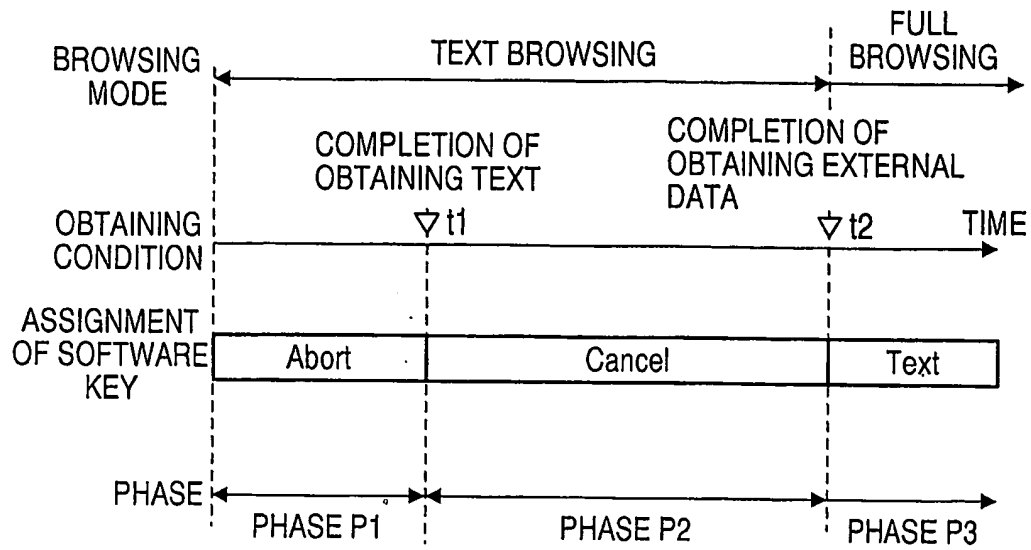 BROWSING
MODE
TEXT BROWSING
FULL
BROWSING
COMPLETION OF
OBTAINING TEXT
COMPLETION OF
OBTAINING EXTERNAL
DATA
OBTAINING
CONDITION
t1
t2
TIME
ASSIGNMENT
OF SOFTWARE
KEY
Abort
Cancel
Text
PHASE
PHASE P1
PHASE P2
PHASE P3